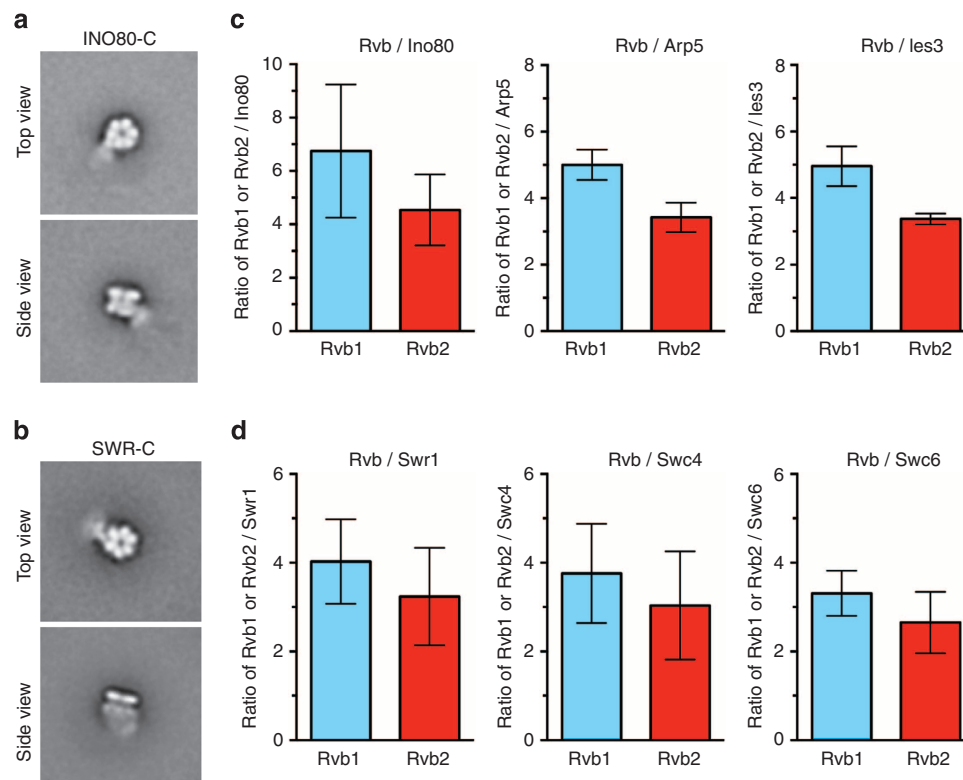 a
INO80-C
Top view
Side view
b
SWR-C
Top view
Side view
c
Rvb / Ino80
Ratio of Rvb1 or Rvb2 / Ino80
10
8
6
4
2
0
Rvb1 Rvb2
Rvb / Arp5
Ratio of Rvb1 or Rvb2 / Arp5
8
6
4
2
0
Rvb1 Rvb2
Rvb / Ies3
Ratio of Rvb1 or Rvb2 / Ies3
8
6
4
2
0
Rvb1 Rvb2
d
Rvb / Swr1
Ratio of Rvb1 or Rvb2 / Swr1
6
4
2
0
Rvb1 Rvb2
Rvb / Swc4
Ratio of Rvb1 or Rvb2 / Swc4
6
4
2
0
Rvb1 Rvb2
Rvb / Swc6
Ratio of Rvb1 or Rvb2 / Swc6
6
4
2
0
Rvb1 Rvb2